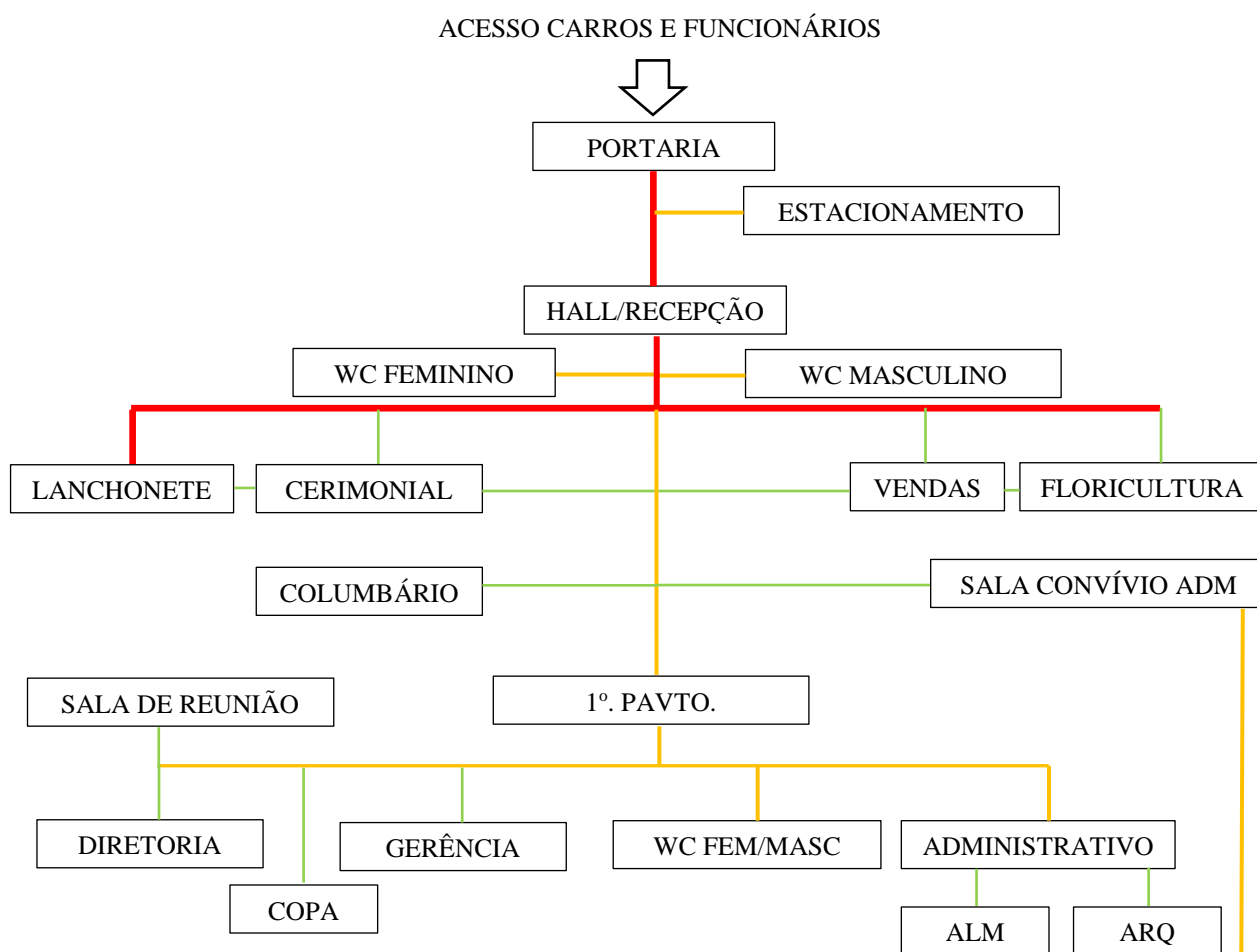 ACESSO CARROS E FUNCIONÁRIOS
PORTARIA
ESTACIONAMENTO
HALL/RECEPÇÃO
WC FEMININO
WC MASCULINO
LANCHONETE
CERIMONIAL
VENDAS
FLORICULTURA
COLUMBÁRIO
SALA CONVÍVIO ADM
SALA DE REUNIÃO
1º. PAVTO.
DIRETORIA
GERÊNCIA
WC FEM/MASC
ADMINISTRATIVO
COPA
ALM
ARQ